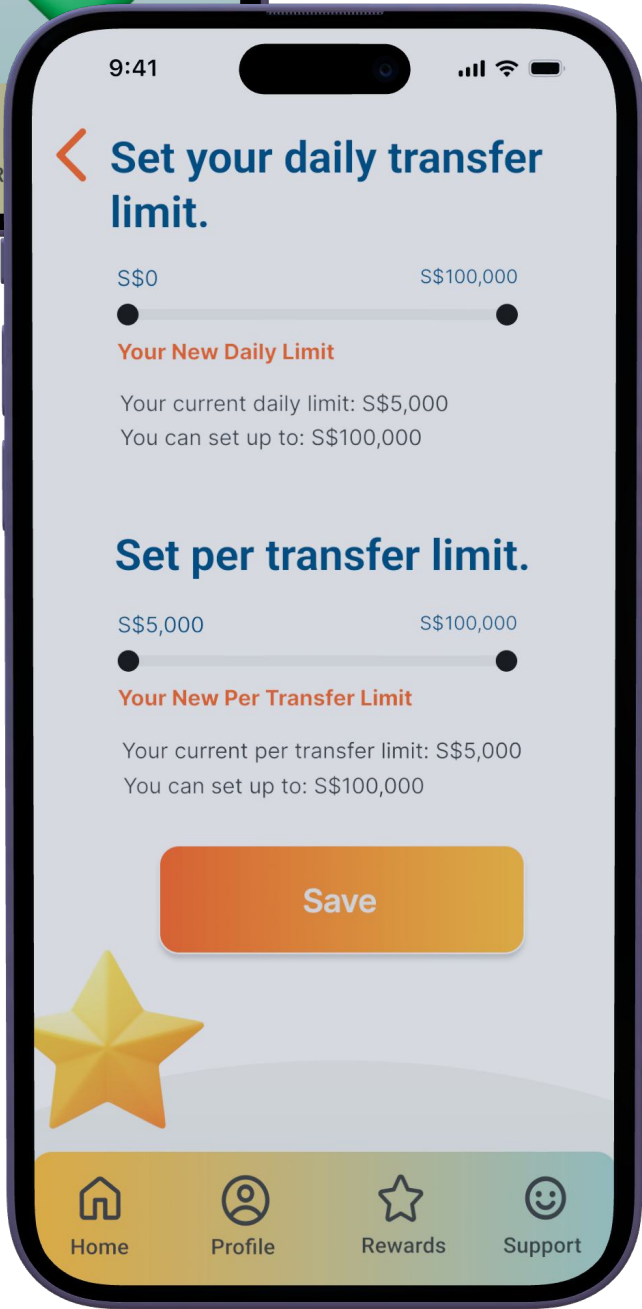 9:41
Set your daily transfer
limit.
S$0 S$100,000
Your New Daily Limit
Your current daily limit: S$5,000
You can set up to: S$100,000
Set per transfer limit.
S$5,000 S$100,000
Your New Per Transfer Limit
Your current per transfer limit: S$5,000
You can set up to: S$100,000
Save
Home Profile Rewards Support